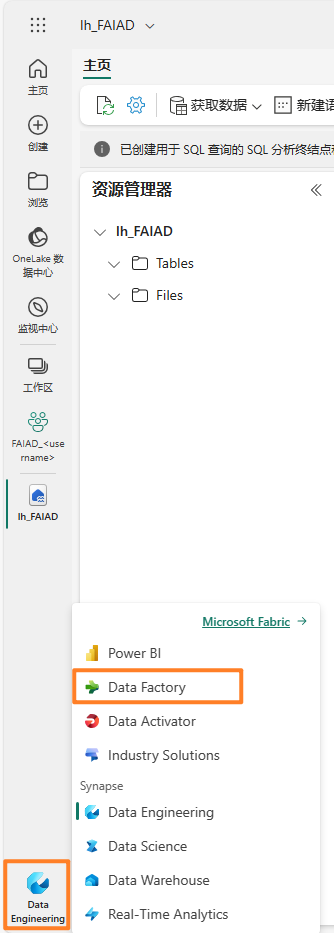 lh_FAIAD
主页
主页
获取数据
新建语
创建
已创建用于 SQL 查询的 SQL 分析终结点
浏览
资源管理器
OneLake 数
据中心
lh_FAIAD
Tables
Files
监视中心
工作区
FAIAD_<use
rname>
lh_FAIAD
Microsoft Fabric
Power BI
Data Factory
Data Activator
Industry Solutions
Synapse
Data Engineering
Data Science
Data Warehouse
Real-Time Analytics
Data
Engineering